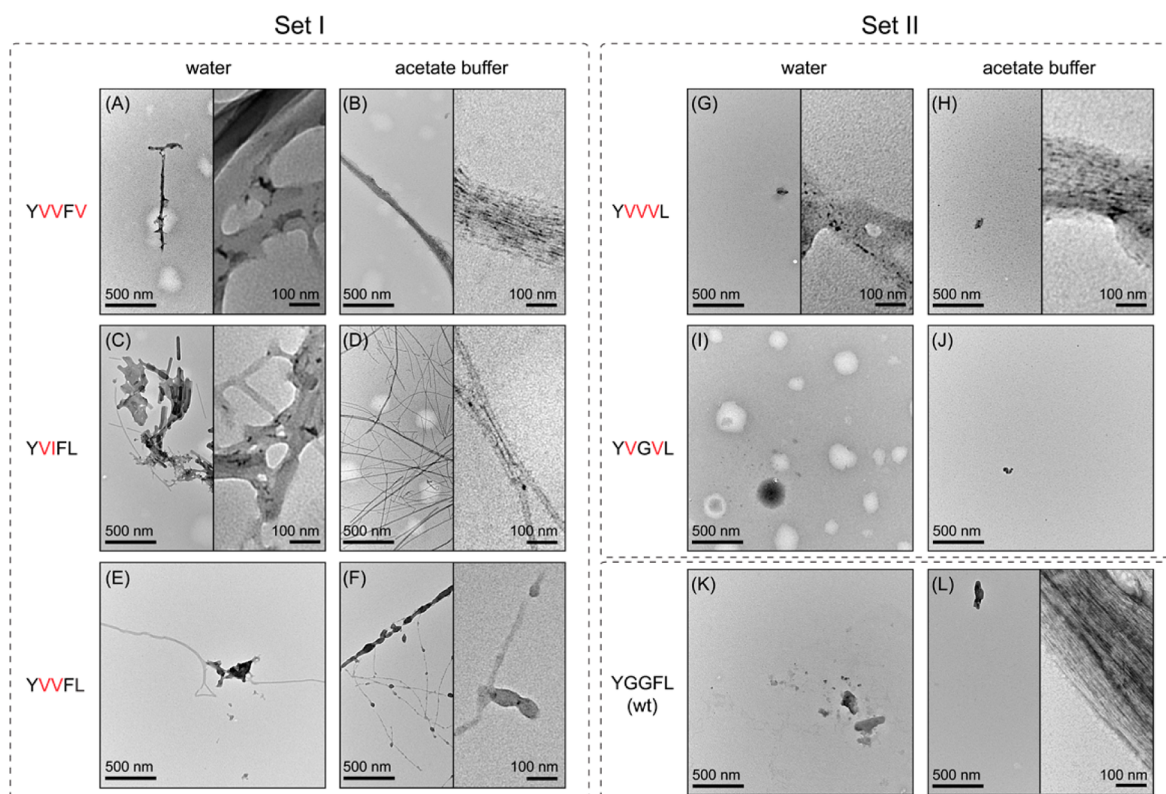 Set I
Set II
water
acetate buffer
water
acetate buffer
YVVFV
(A)
500 nm
100 nm
(B)
500 nm
100 nm
YVVVL
(G)
500 nm
100 nm
(H)
500 nm
100 nm
YVIFL
(C)
500 nm
100 nm
(D)
500 nm
100 nm
YVGVL
(I)
500 nm
(J)
500 nm
YVVFL
(E)
500 nm
(F)
500 nm
100 nm
YGGFL
(wt)
(K)
500 nm
(L)
500 nm
100 nm